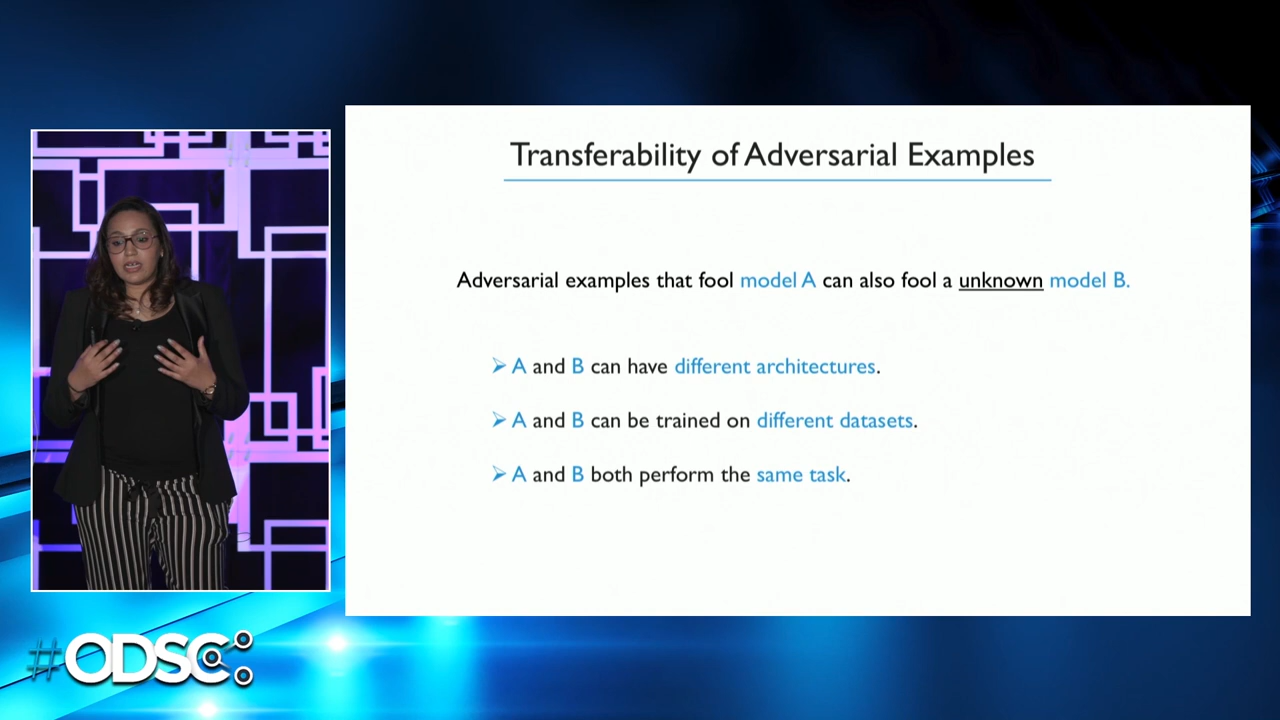 Transferability of Adversarial Examples
Adversarial examples that fool model A can also fool a unknown model B.
➢ A and B can have different architectures.
➢ A and B can be trained on different datasets.
➢ A and B both perform the same task.
#ODSC